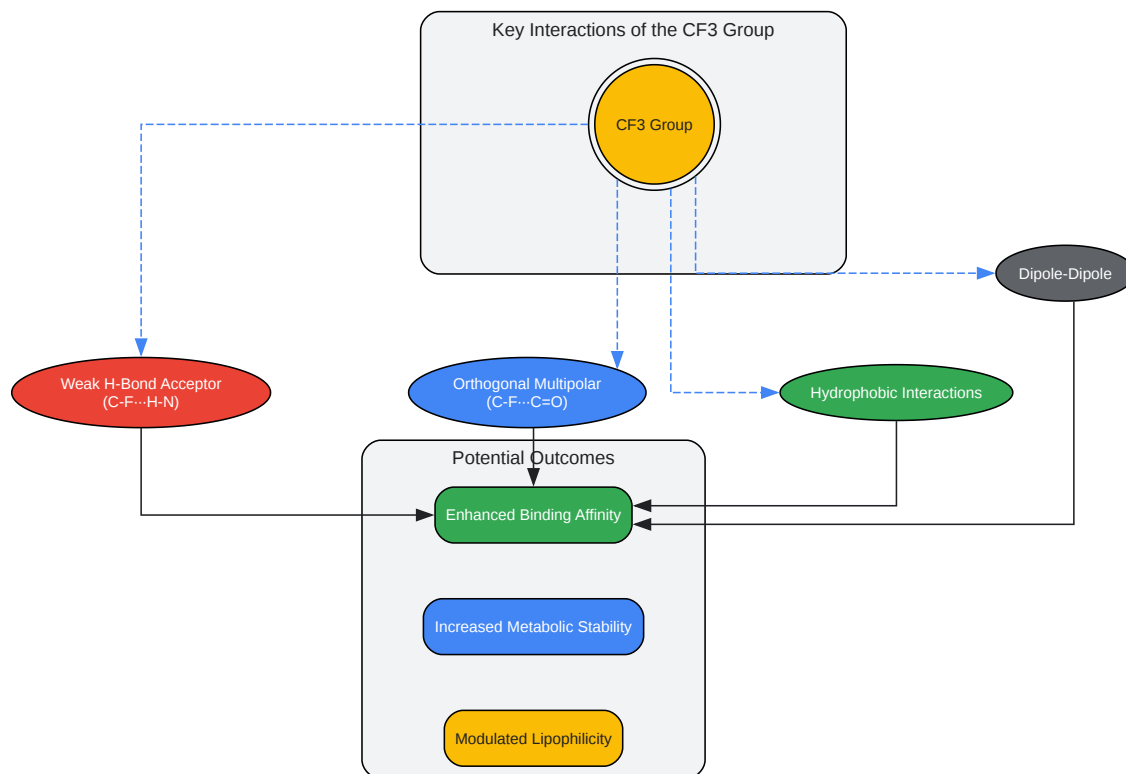 Key Interactions of the CF3 Group
CF3 Group
Dipole-Dipole
Weak H-Bond Acceptor
(C-F···H-N)
Orthogonal Multipolar
(C-F···C=O)
Hydrophobic Interactions
Potential Outcomes
Enhanced Binding Affinity
Increased Metabolic Stability
Modulated Lipophilicity